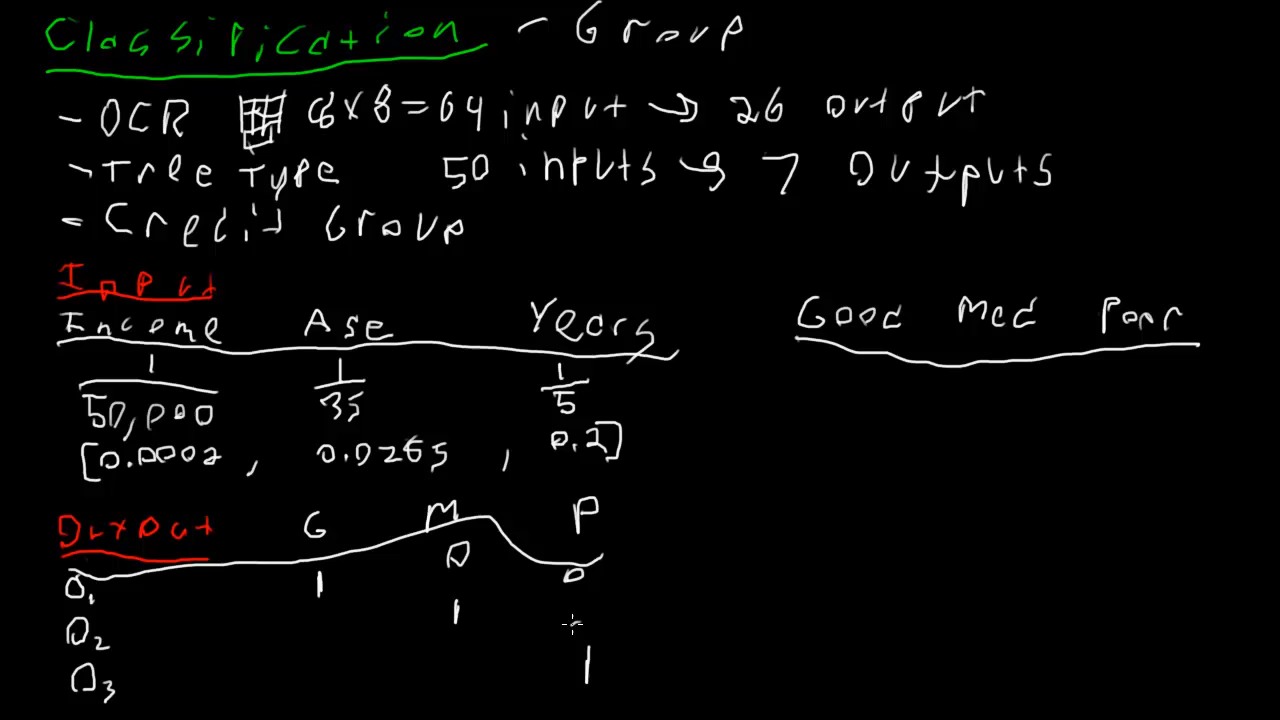 Classification - Group
- OCR 8x8=64 input → 26 output
- Tree Type 50 inputs → 7 Outputs
- Credit Group
Input
Income Age Years Good Med Poor
1 1 1
50,000 35 5
[0.0002, 0.0285, 0.2]
Output G M P
O1 1 0 0
O2 1
O3 1